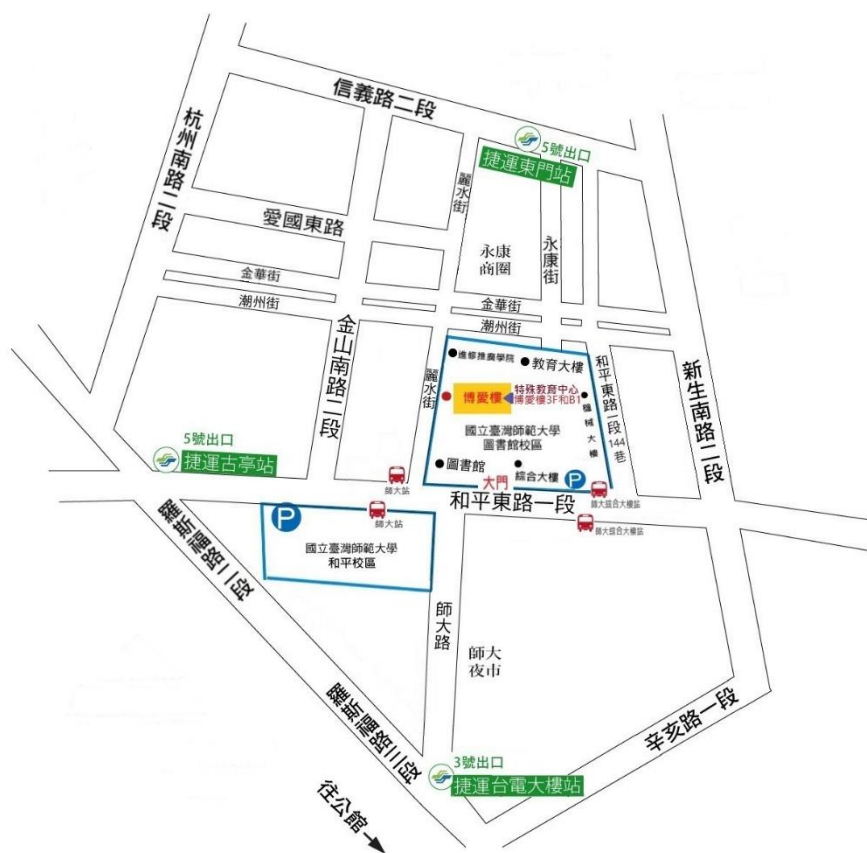 信義路二段
杭州南路二段
5號出口
捷運東門站
麗水街
愛國東路
永康
商圈
永康街
金華街
潮州街
金華街
潮州街
金山南路二段
麗水街
進修推廣學院
教育大樓
和平東路一段144巷
新生南路二段
博愛樓
特殊教育中心
博愛樓3F和B1
機械大樓
國立臺灣師範大學
圖書館校區
5號出口
捷運古亭站
圖書館
綜合大樓
P
大門
師大站
和平東路一段
師大綜合大樓站
P
師大站
師大綜合大樓站
羅斯福路二段
國立臺灣師範大學
和平校區
師大路
師大
夜市
羅斯福路三段
辛亥路一段
3號出口
捷運台電大樓站
往公館